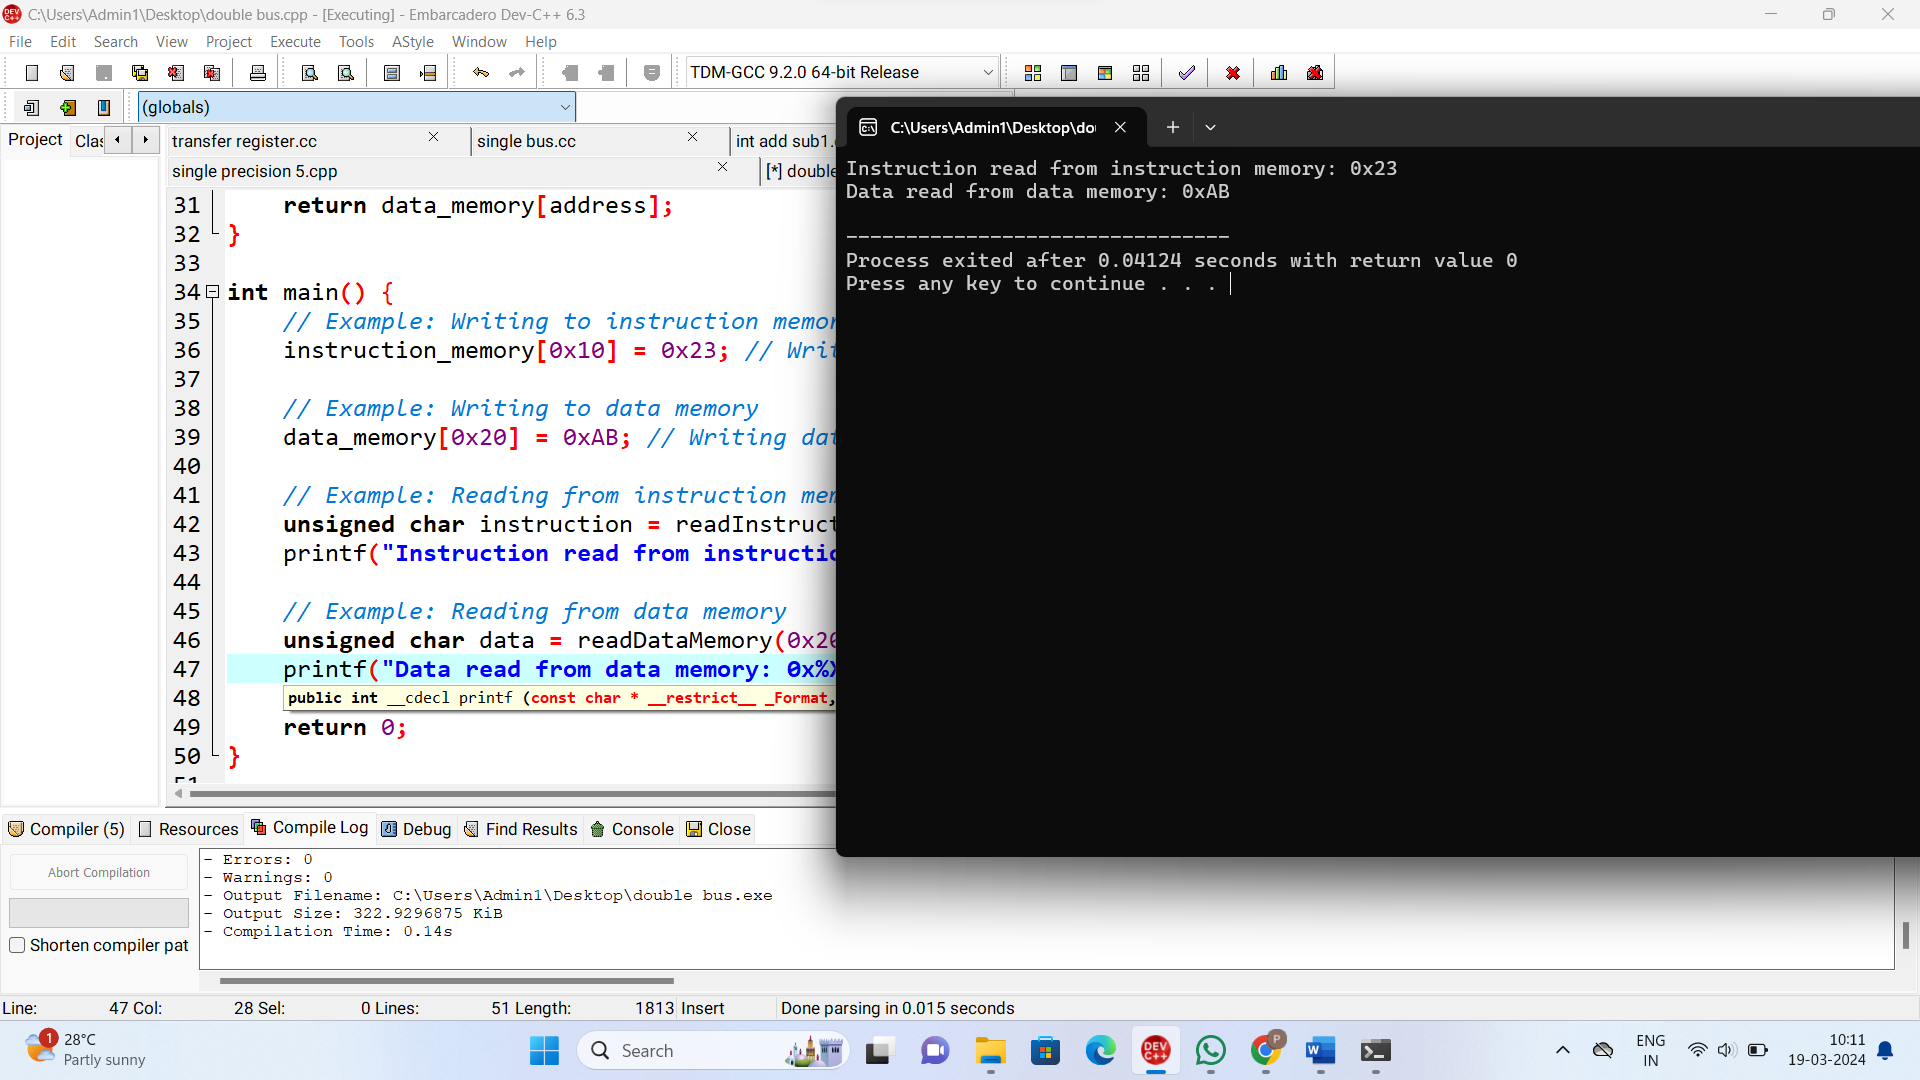 C:\Users\Admin1\Desktop\double bus.cpp - [Executing] - Embarcadero Dev-C++ 6.3
File Edit Search View Project Execute Tools AStyle Window Help
TDM-GCC 9.2.0 64-bit Release
(globals)
Project Clas
transfer register.cc single bus.cc int add sub1.
single precision 5.cpp [*] double
31 return data_memory[address];
32 }
33
34 int main() {
35 // Example: Writing to instruction memor
36 instruction_memory[0x10] = 0x23; // Writ
37
38 // Example: Writing to data memory
39 data_memory[0x20] = 0xAB; // Writing dat
40
41 // Example: Reading from instruction mem
42 unsigned char instruction = readInstruct
43 printf("Instruction read from instructio
44
45 // Example: Reading from data memory
46 unsigned char data = readDataMemory(0x20
47 printf("Data read from data memory: 0x%X
48 public int __cdecl printf (const char * __restrict__ _Format,
49 return 0;
50 }
51
C:\Users\Admin1\Desktop\do
Instruction read from instruction memory: 0x23
Data read from data memory: 0xAB
--------------------------------
Process exited after 0.04124 seconds with return value 0
Press any key to continue . . .
Compiler (5) Resources Compile Log Debug Find Results Console Close
Abort Compilation
Shorten compiler pat
- Errors: 0
- Warnings: 0
- Output Filename: C:\Users\Admin1\Desktop\double bus.exe
- Output Size: 322.9296875 KiB
- Compilation Time: 0.14s
Line: 47 Col: 28 Sel: 0 Lines: 51 Length: 1813 Insert Done parsing in 0.015 seconds
1
28°C
Partly sunny
Search
DEV C++
P
W
ENG
IN
10:11
19-03-2024